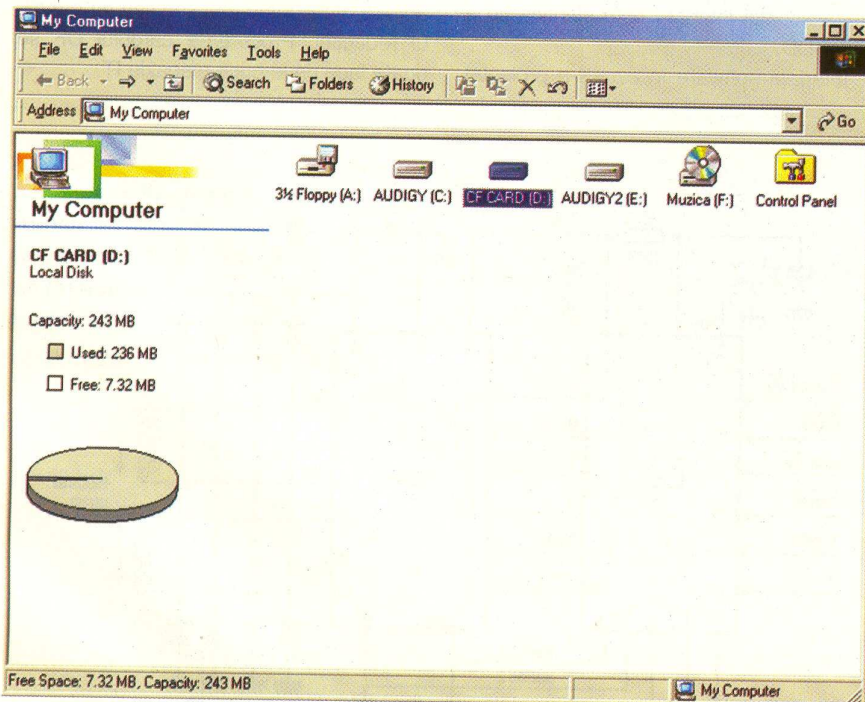 My Computer
File Edit View Favorites Tools Help
Back Search Folders History
Address My Computer Go
3½ Floppy (A:) AUDIGY (C:) CF CARD (D:) AUDIGY2 (E:) Muzica (F:) Control Panel
My Computer
CF CARD (D:)
Local Disk
Capacity: 243 MB
Used: 236 MB
Free: 7.32 MB
Free Space: 7.32 MB, Capacity: 243 MB My Computer